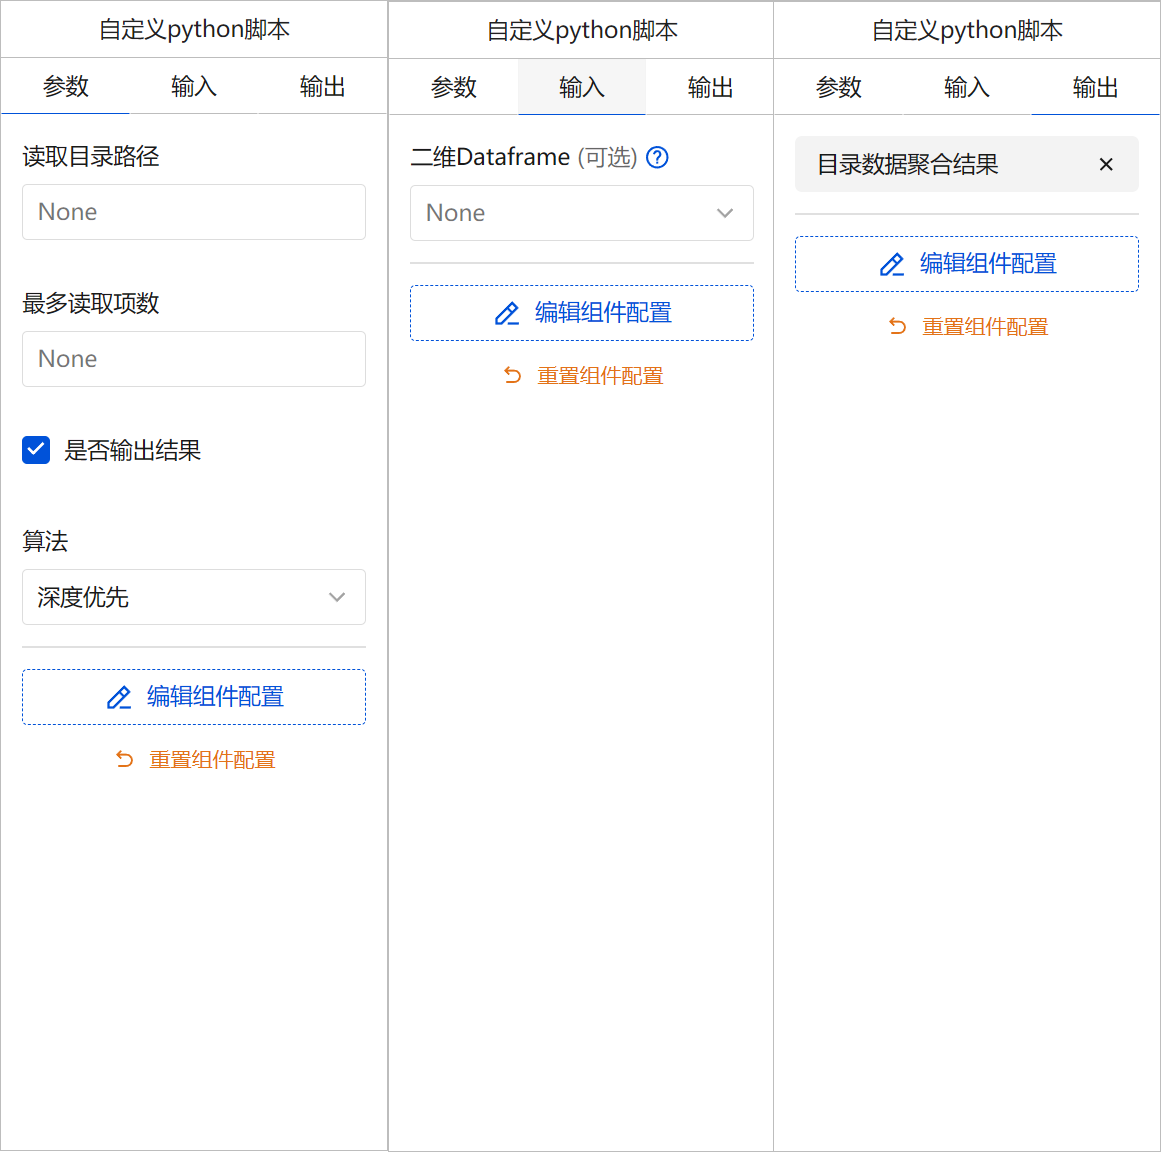 自定义python脚本
参数 输入 输出
读取目录路径
None
最多读取项数
None
是否输出结果
算法
深度优先
编辑组件配置
重置组件配置
自定义python脚本
参数 输入 输出
二维Dataframe (可选)
None
编辑组件配置
重置组件配置
自定义python脚本
参数 输入 输出
目录数据聚合结果
编辑组件配置
重置组件配置